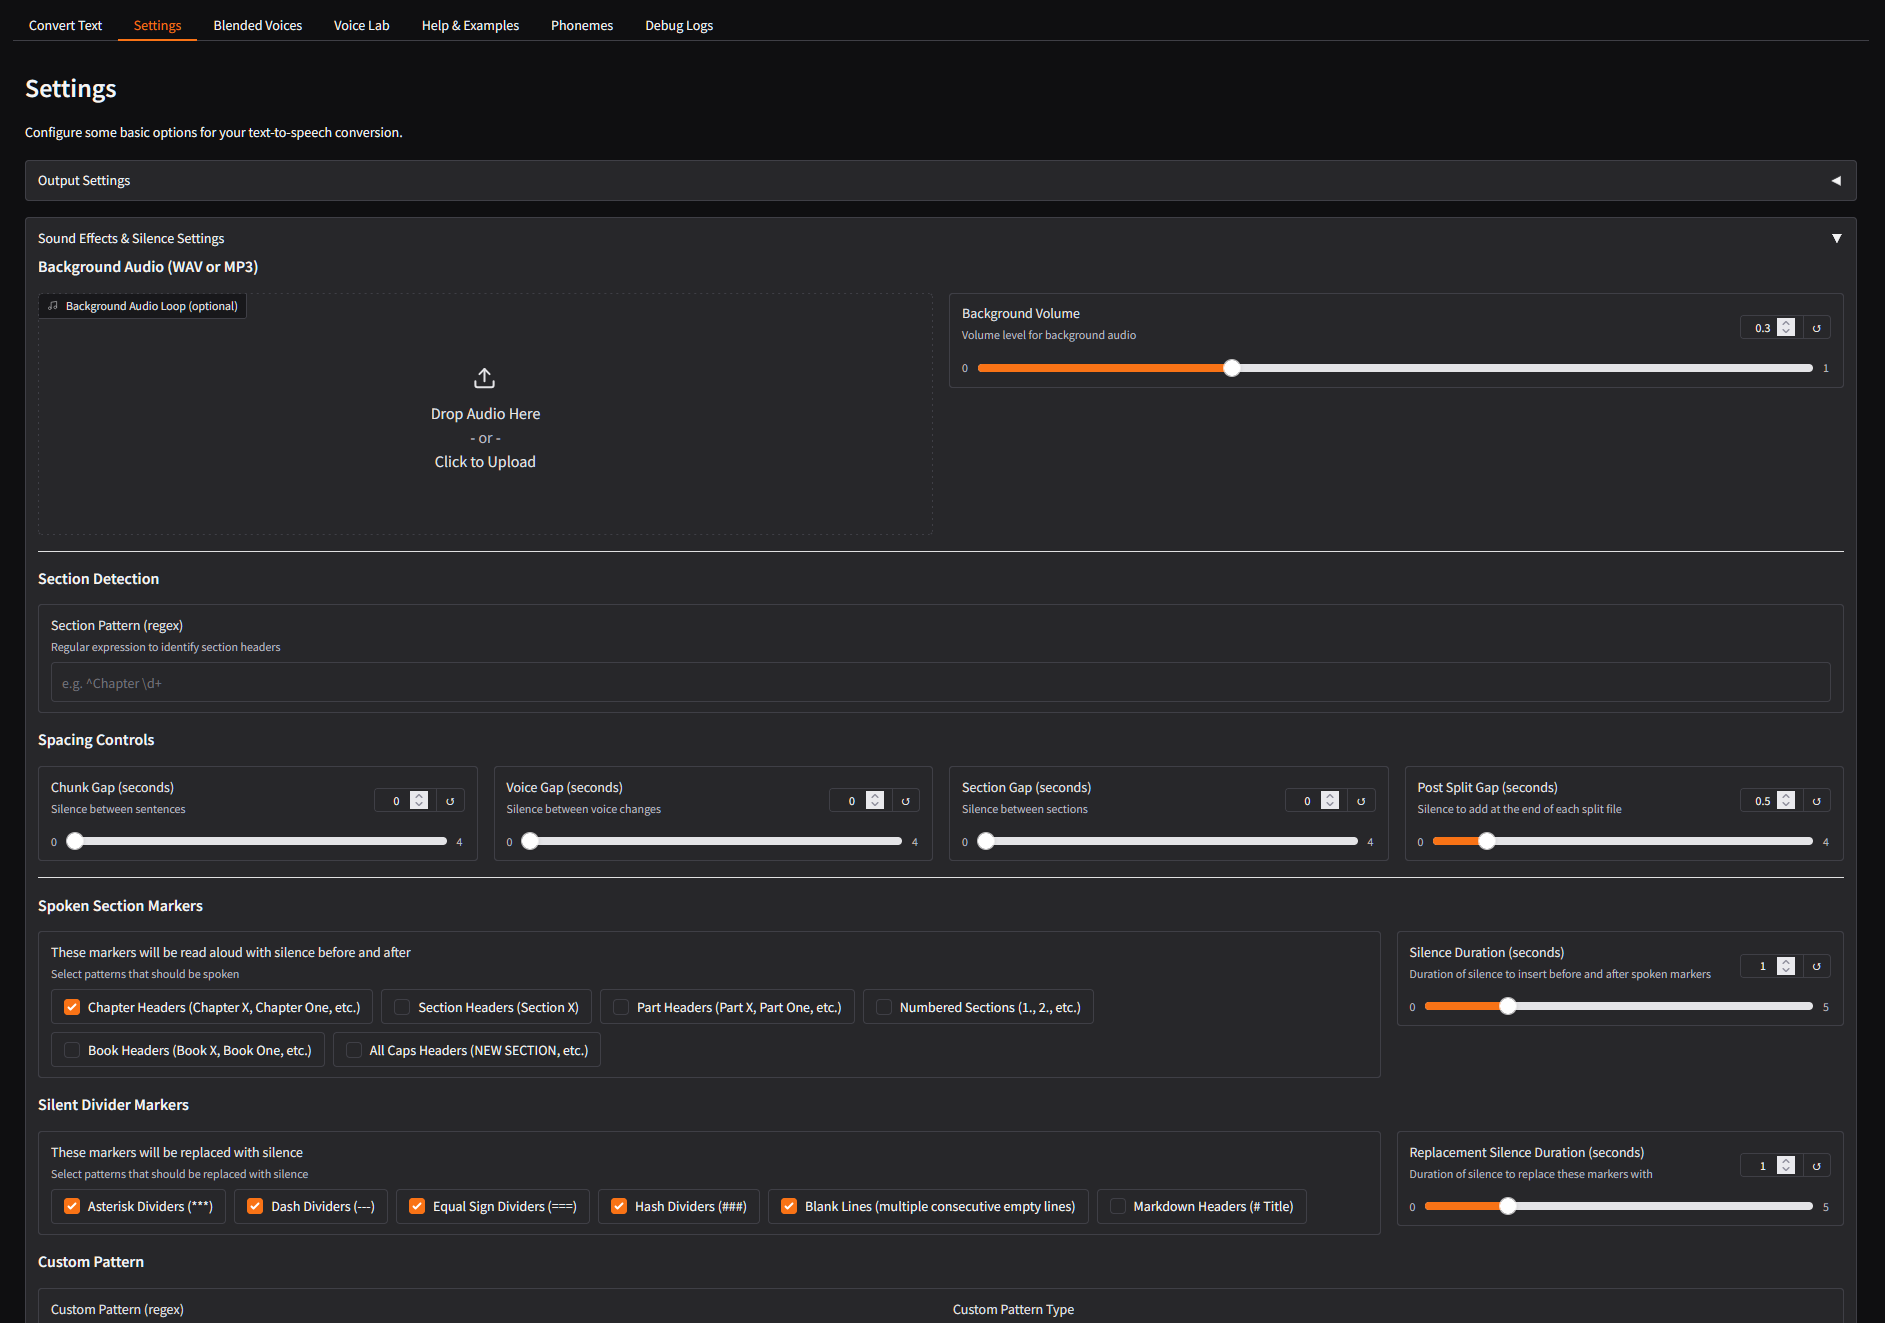 Convert Text
Settings
Blended Voices
Voice Lab
Help & Examples
Phonemes
Debug Logs
Settings
Configure some basic options for your text-to-speech conversion.
Output Settings
Sound Effects & Silence Settings
Background Audio (WAV or MP3)
Background Audio Loop (optional)
Drop Audio Here
- or -
Click to Upload
Background Volume
Volume level for background audio
0.3
0
1
Section Detection
Section Pattern (regex)
Regular expression to identify section headers
e.g. ^Chapter \d+
Spacing Controls
Chunk Gap (seconds)
Silence between sentences
0
0
4
Voice Gap (seconds)
Silence between voice changes
0
0
4
Section Gap (seconds)
Silence between sections
0
0
4
Post Split Gap (seconds)
Silence to add at the end of each split file
0.5
0
4
Spoken Section Markers
These markers will be read aloud with silence before and after
Select patterns that should be spoken
Chapter Headers (Chapter X, Chapter One, etc.)
Section Headers (Section X)
Part Headers (Part X, Part One, etc.)
Numbered Sections (1., 2., etc.)
Book Headers (Book X, Book One, etc.)
All Caps Headers (NEW SECTION, etc.)
Silence Duration (seconds)
Duration of silence to insert before and after spoken markers
1
0
5
Silent Divider Markers
These markers will be replaced with silence
Select patterns that should be replaced with silence
Asterisk Dividers (***)
Dash Dividers (---)
Equal Sign Dividers (===)
Hash Dividers (###)
Blank Lines (multiple consecutive empty lines)
Markdown Headers (# Title)
Replacement Silence Duration (seconds)
Duration of silence to replace these markers with
1
0
5
Custom Pattern
Custom Pattern (regex)
Custom Pattern Type